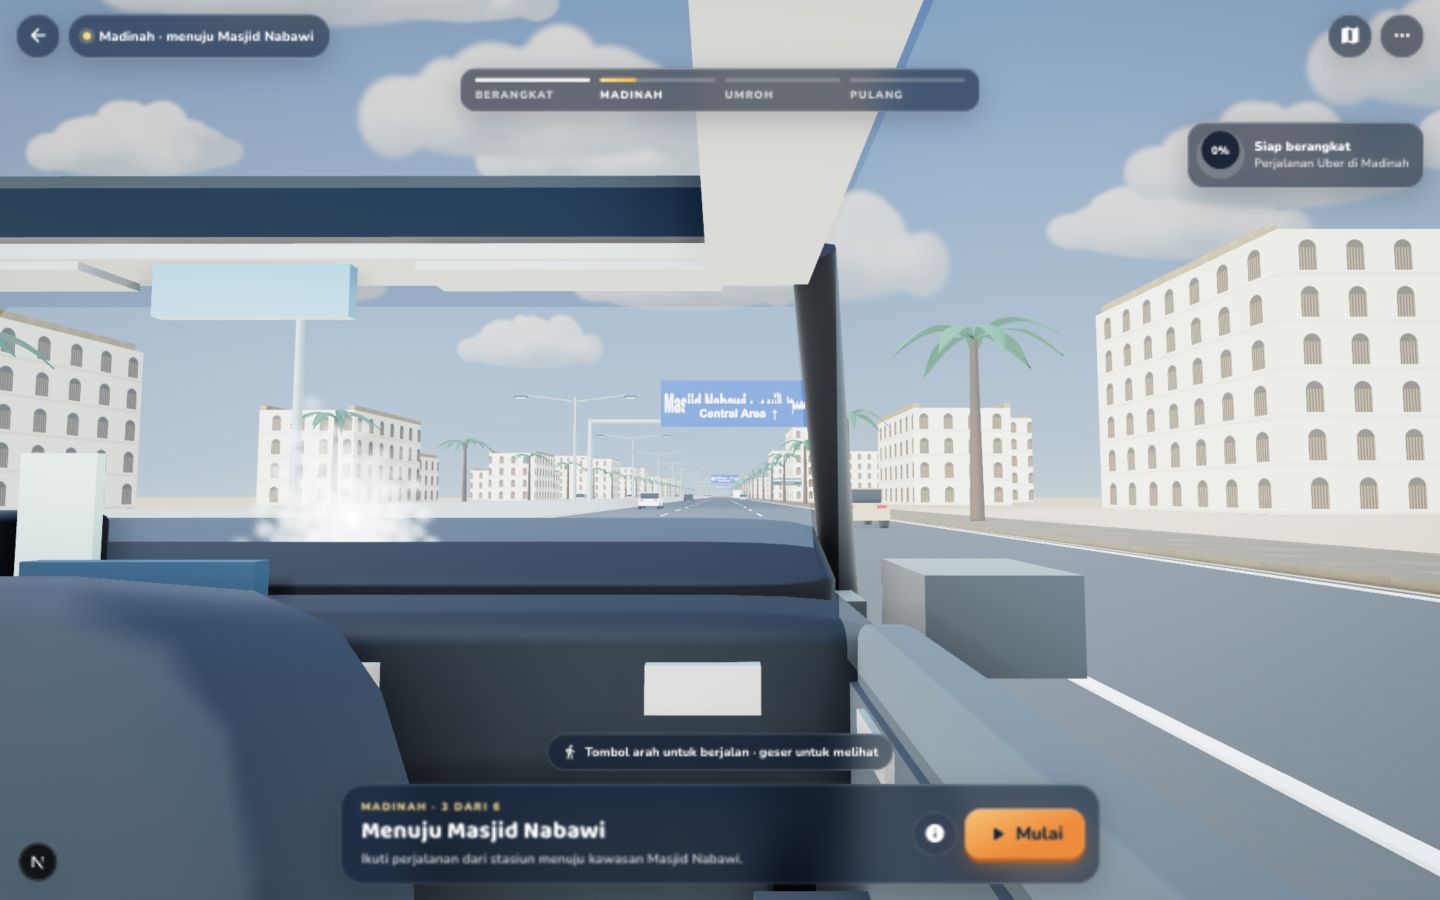 Madinah · menuju Masjid Nabawi
BERANGKAT
MADINAH
UMROH
PULANG
0%
Siap berangkat
Perjalanan Uber di Madinah
Masjid Nabawi
Central Area ↑
Tombol arah untuk berjalan · geser untuk melihat
MADINAH · 3 DARI 6
Menuju Masjid Nabawi
Ikuti perjalanan dari stasiun menuju kawasan Masjid Nabawi.
Mulai
N